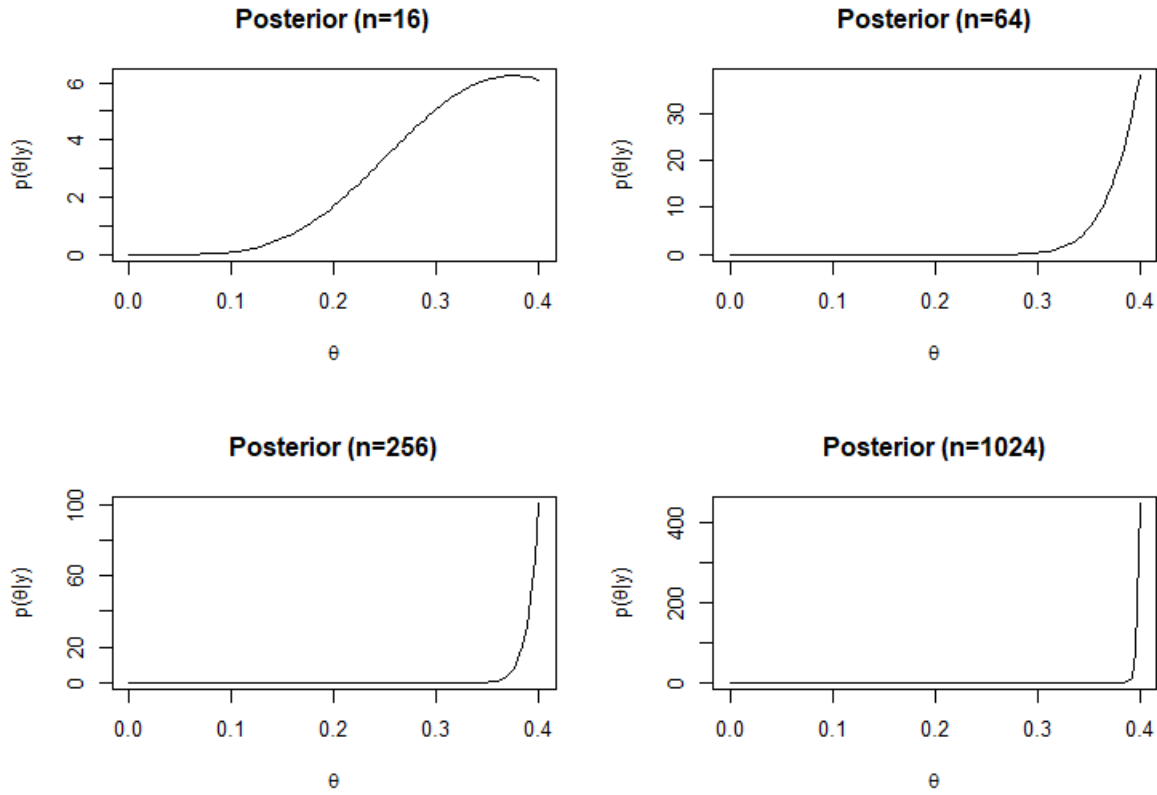 Posterior (n=16)
p(θ|y)
0 2 4 6
0.0 0.1 0.2 0.3 0.4
θ
Posterior (n=64)
p(θ|y)
0 10 20 30
0.0 0.1 0.2 0.3 0.4
θ
Posterior (n=256)
p(θ|y)
0 20 60 100
0.0 0.1 0.2 0.3 0.4
θ
Posterior (n=1024)
p(θ|y)
0 200 400
0.0 0.1 0.2 0.3 0.4
θ